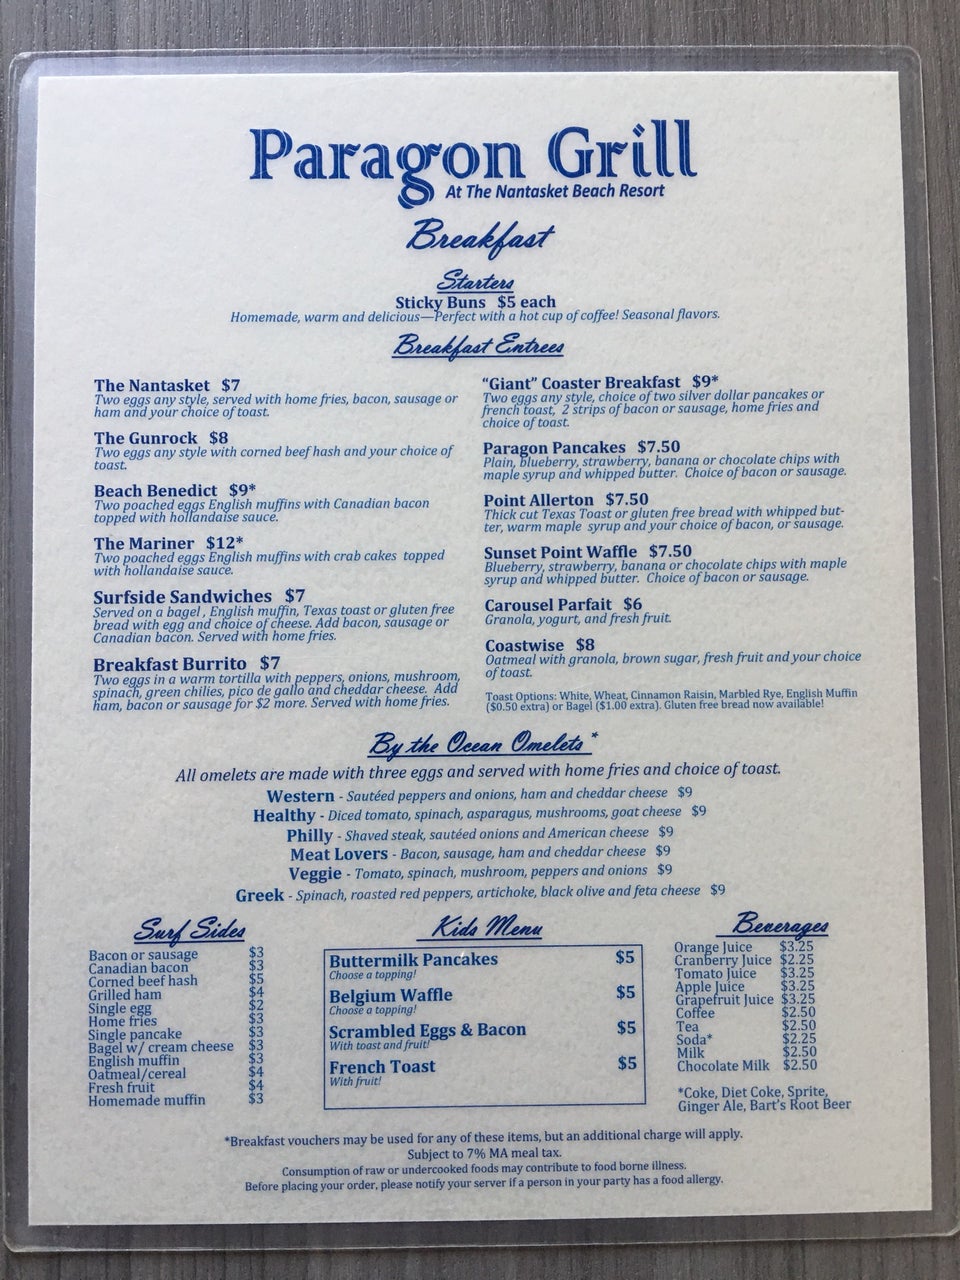 Paragon Grill
At The Nantasket Beach Resort
Breakfast
Starters
Sticky Buns $5 each
Homemade, warm and delicious—Perfect with a hot cup of coffee! Seasonal flavors.
Breakfast Entrees
The Nantasket $7
Two eggs any style, served with home fries, bacon, sausage or
ham and your choice of toast.
The Gunrock $8
Two eggs any style with corned beef hash and your choice of
toast.
Beach Benedict $9*
Two poached eggs English muffins with Canadian bacon
topped with hollandaise sauce.
The Mariner $12*
Two poached eggs English muffins with crab cakes topped
with hollandaise sauce.
Surfside Sandwiches $7
Served on a bagel , English muffin, Texas toast or gluten free
bread with egg and choice of cheese. Add bacon, sausage or
Canadian bacon. Served with home fries.
Breakfast Burrito $7
Two eggs in a warm tortilla with peppers, onions, mushroom,
spinach, green chilies, pico de gallo and cheddar cheese. Add
ham, bacon or sausage for $2 more. Served with home fries.
“Giant” Coaster Breakfast $9*
Two eggs any style, choice of two silver dollar pancakes or
french toast, 2 strips of bacon or sausage, home fries and
choice of toast.
Paragon Pancakes $7.50
Plain, blueberry, strawberry, banana or chocolate chips with
maple syrup and whipped butter. Choice of bacon or sausage.
Point Allerton $7.50
Thick cut Texas Toast or gluten free bread with whipped but-
ter, warm maple syrup and your choice of bacon, or sausage.
Sunset Point Waffle $7.50
Blueberry, strawberry, banana or chocolate chips with maple
syrup and whipped butter. Choice of bacon or sausage.
Carousel Parfait $6
Granola, yogurt, and fresh fruit.
Coastwise $8
Oatmeal with granola, brown sugar, fresh fruit and your choice
of toast.
Toast Options: White, Wheat, Cinnamon Raisin, Marbled Rye, English Muffin
($0.50 extra) or Bagel ($1.00 extra). Gluten free bread now available!
By the Ocean Omelets *
All omelets are made with three eggs and served with home fries and choice of toast.
Western - Sautéed peppers and onions, ham and cheddar cheese $9
Healthy - Diced tomato, spinach, asparagus, mushrooms, goat cheese $9
Philly - Shaved steak, sautéed onions and American cheese $9
Meat Lovers - Bacon, sausage, ham and cheddar cheese $9
Veggie - Tomato, spinach, mushroom, peppers and onions $9
Greek - Spinach, roasted red peppers, artichoke, black olive and feta cheese $9
Surf Sides
Bacon or sausage $3
Canadian bacon $3
Corned beef hash $5
Grilled ham $4
Single egg $2
Home fries $3
Single pancake $3
Bagel w/ cream cheese $3
English muffin $3
Oatmeal/cereal $4
Fresh fruit $4
Homemade muffin $3
Kids Menu
Buttermilk Pancakes $5
Choose a topping!
Belgium Waffle $5
Choose a topping!
Scrambled Eggs & Bacon $5
With toast and fruit!
French Toast $5
With fruit!
Beverages
Orange Juice $3.25
Cranberry Juice $2.25
Tomato Juice $3.25
Apple Juice $3.25
Grapefruit Juice $3.25
Coffee $2.50
Tea $2.50
Soda* $2.25
Milk $2.50
Chocolate Milk $2.50
*Coke, Diet Coke, Sprite,
Ginger Ale, Bart's Root Beer
*Breakfast vouchers may be used for any of these items, but an additional charge will apply.
Subject to 7% MA meal tax.
Consumption of raw or undercooked foods may contribute to food borne illness.
Before placing your order, please notify your server if a person in your party has a food allergy.